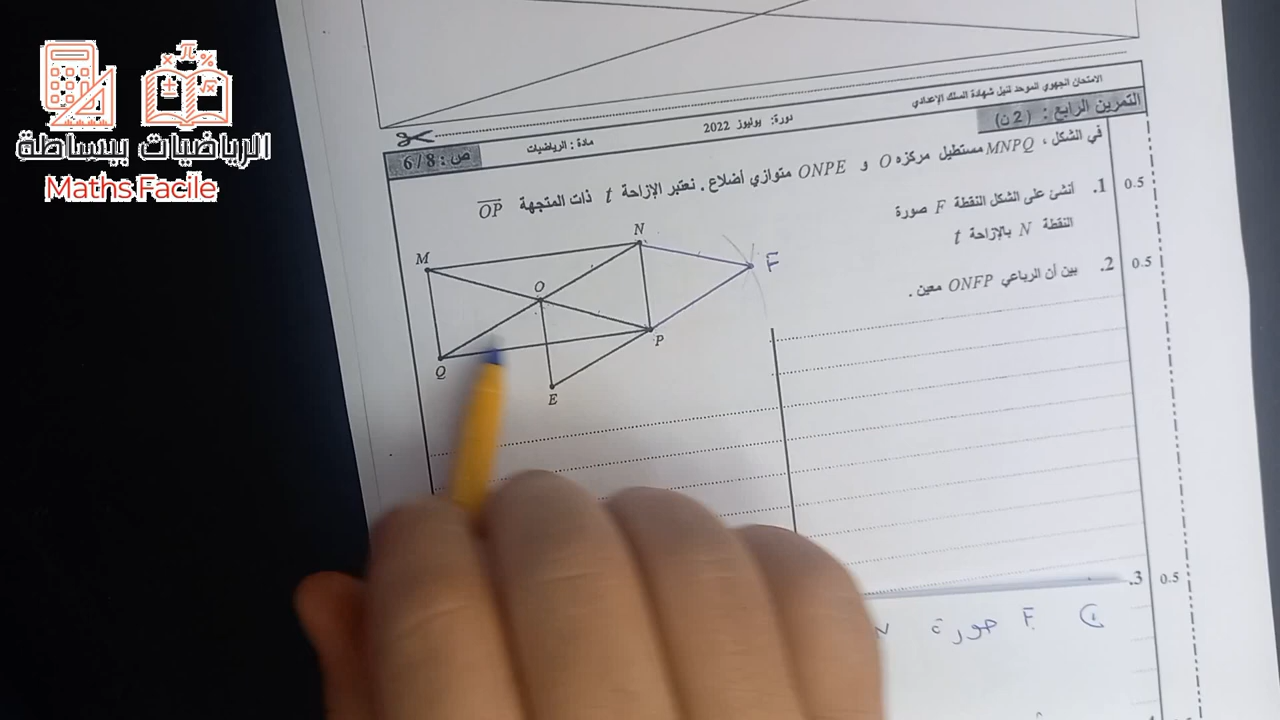 الرياضيات ببساطة
Maths Facile
الامتحان الجهوي الموحد لنيل شهادة السلك الإعدادي
دورة: يوليوز 2022
مادة : الرياضيات
ص : 6/8
التمرين الرابع : (2 ن)
في الشكل ، MNPQ مستطيل مركزه O و ONPE متوازي أضلاع. نعتبر الإزاحة t ذات المتجهة OP
1. أنشئ على الشكل النقطة F صورة 0.5
النقطة N بالإزاحة t
2. بين أن الرباعي ONFP معين. 0.5
M
N
O
F
P
Q
E
3. 0.5
F صورة N